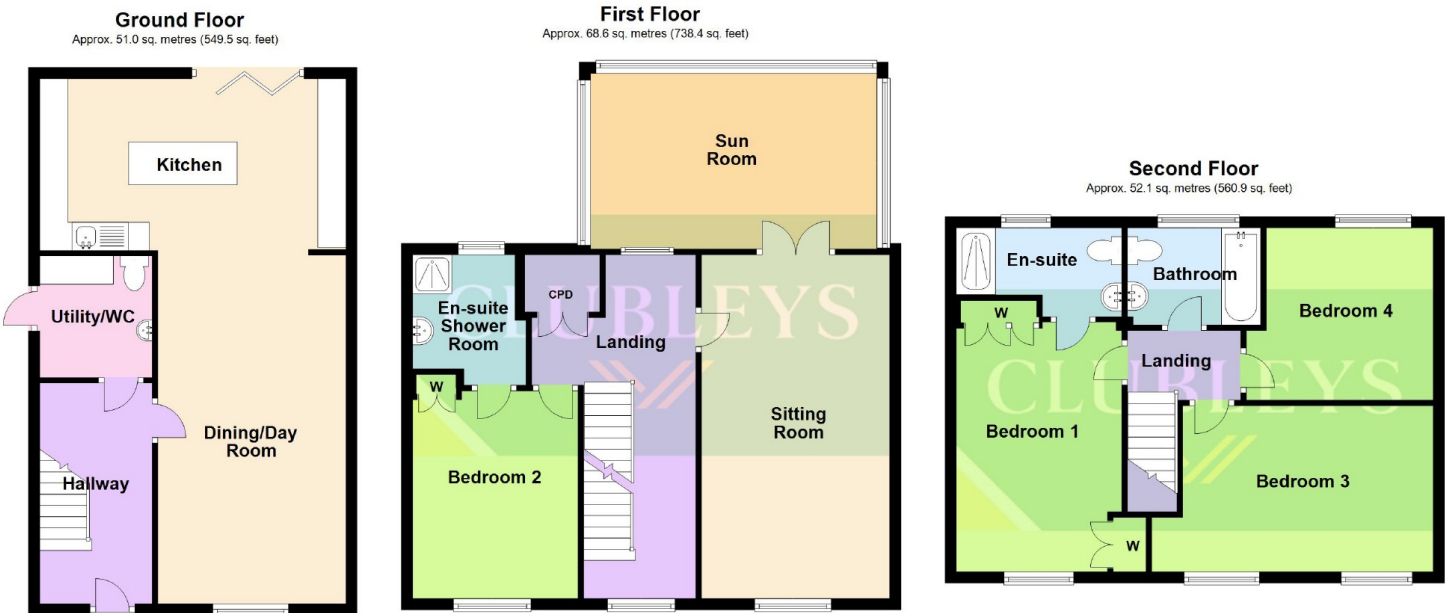 Ground Floor
Approx. 51.0 sq. metres (549.5 sq. feet)
Kitchen
Utility/WC
Dining/Day
Room
Hallway
First Floor
Approx. 68.6 sq. metres (738.4 sq. feet)
Sun
Room
CPD
En-suite
Shower
Room
Landing
W
Sitting
Room
Bedroom 2
CLUBLEYS
Second Floor
Approx. 52.1 sq. metres (560.9 sq. feet)
En-suite
Bathroom
W
Bedroom 4
Landing
Bedroom 1
Bedroom 3
W
CLUBLEYS